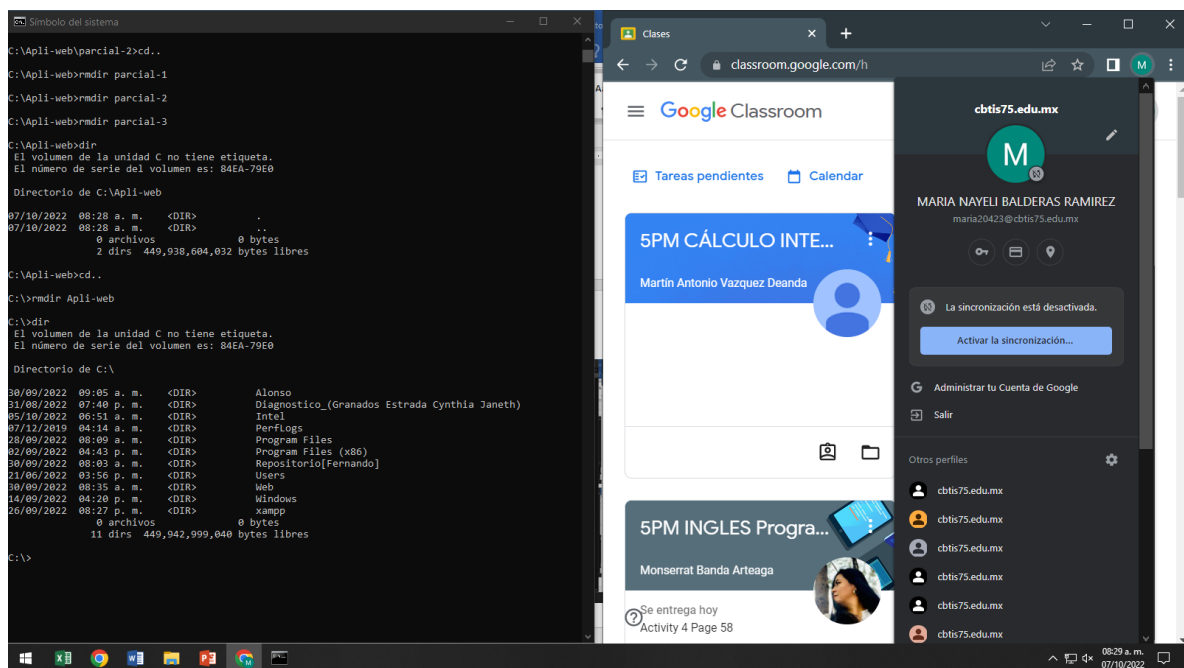 Símbolo del sistema
C:\Apli-web\parcial-2>cd..
C:\Apli-web>rmdir parcial-1
C:\Apli-web>rmdir parcial-2
C:\Apli-web>rmdir parcial-3
C:\Apli-web>dir
El volumen de la unidad C no tiene etiqueta.
El número de serie del volumen es: 84EA-79E0
Directorio de C:\Apli-web
07/10/2022  08:28 a. m.    <DIR>          .
07/10/2022  08:28 a. m.    <DIR>          ..
0 archivos              0 bytes
2 dirs  449,938,604,032 bytes libres
C:\Apli-web>cd..
C:\>rmdir Apli-web
C:\>dir
El volumen de la unidad C no tiene etiqueta.
El número de serie del volumen es: 84EA-79E0
Directorio de C:\
30/09/2022  09:05 a. m.    <DIR>          Alonso
31/08/2022  07:40 p. m.    <DIR>          Diagnostico_(Granados Estrada Cynthia Janeth)
05/10/2022  06:51 a. m.    <DIR>          Intel
07/12/2019  04:14 a. m.    <DIR>          PerfLogs
28/09/2022  08:09 a. m.    <DIR>          Program Files
02/09/2022  04:43 p. m.    <DIR>          Program Files (x86)
30/09/2022  08:03 a. m.    <DIR>          Repositorio[Fernando]
21/06/2022  03:56 p. m.    <DIR>          Users
30/09/2022  08:35 a. m.    <DIR>          Web
14/09/2022  04:20 p. m.    <DIR>          Windows
26/09/2022  08:27 p. m.    <DIR>          xampp
0 archivos              0 bytes
11 dirs  449,942,999,040 bytes libres
C:\>
Clases
classroom.google.com/h
M
Google Classroom
Tareas pendientes
Calendar
5PM CÁLCULO INTE...
Martín Antonio Vazquez Deanda
5PM INGLES Progra...
Monserrat Banda Arteaga
Se entrega hoy
Activity 4 Page 58
cbtis75.edu.mx
M
MARIA NAYELI BALDERAS RAMIREZ
maria20423@cbtis75.edu.mx
La sincronización está desactivada.
Activar la sincronización...
Administrar tu Cuenta de Google
Salir
Otros perfiles
cbtis75.edu.mx
cbtis75.edu.mx
cbtis75.edu.mx
cbtis75.edu.mx
cbtis75.edu.mx
cbtis75.edu.mx
08:29 a. m.
07/10/2022